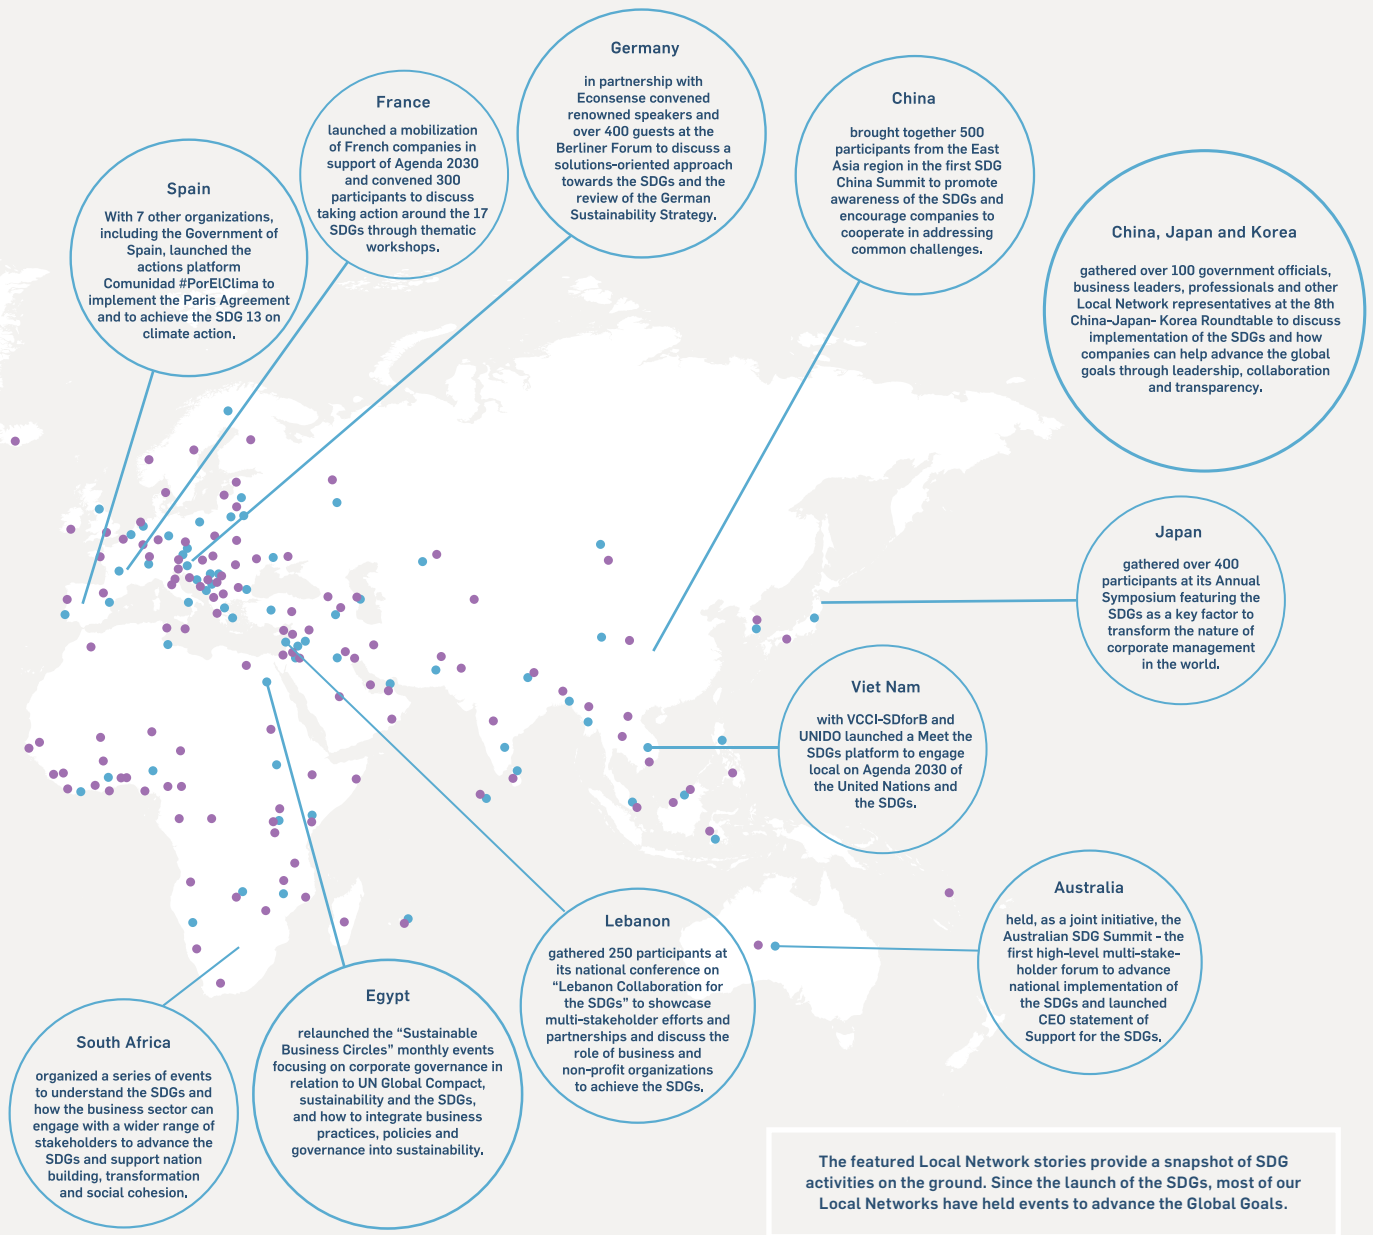 Germany
in partnership with
Econsense convened
renowned speakers and
over 400 guests at the
Berliner Forum to discuss a
solutions-oriented approach
towards the SDGs and the
review of the German
Sustainability Strategy.
France
launched a mobilization
of French companies in
support of Agenda 2030
and convened 300
participants to discuss
taking action around the 17
SDGs through thematic
workshops.
China
brought together 500
participants from the East
Asia region in the first SDG
China Summit to promote
awareness of the SDGs and
encourage companies to
cooperate in addressing
common challenges.
Spain
With 7 other organizations,
including the Government of
Spain, launched the
actions platform
Comunidad #PorElClima to
implement the Paris Agreement
and to achieve the SDG 13 on
climate action.
China, Japan and Korea
gathered over 100 government officials,
business leaders, professionals and other
Local Network representatives at the 8th
China-Japan- Korea Roundtable to discuss
implementation of the SDGs and how
companies can help advance the global
goals through leadership, collaboration
and transparency.
Japan
gathered over 400
participants at its Annual
Symposium featuring the
SDGs as a key factor to
transform the nature of
corporate management
in the world.
Viet Nam
with VCCI-SDforB and
UNIDO launched a Meet the
SDGs platform to engage
local on Agenda 2030 of
the United Nations and
the SDGs.
Australia
held, as a joint initiative, the
Australian SDG Summit - the
first high-level multi-stake-
holder forum to advance
national implementation of
the SDGs and launched
CEO statement of
Support for the SDGs.
Lebanon
gathered 250 participants at
its national conference on
“Lebanon Collaboration for
the SDGs” to showcase
multi-stakeholder efforts and
partnerships and discuss the
role of business and
non-profit organizations
to achieve the SDGs.
Egypt
relaunched the “Sustainable
Business Circles” monthly events
focusing on corporate governance in
relation to UN Global Compact,
sustainability and the SDGs,
and how to integrate business
practices, policies and
governance into sustainability.
South Africa
organized a series of events
to understand the SDGs and
how the business sector can
engage with a wider range of
stakeholders to advance the
SDGs and support nation
building, transformation
and social cohesion.
The featured Local Network stories provide a snapshot of SDG
activities on the ground. Since the launch of the SDGs, most of our
Local Networks have held events to advance the Global Goals.